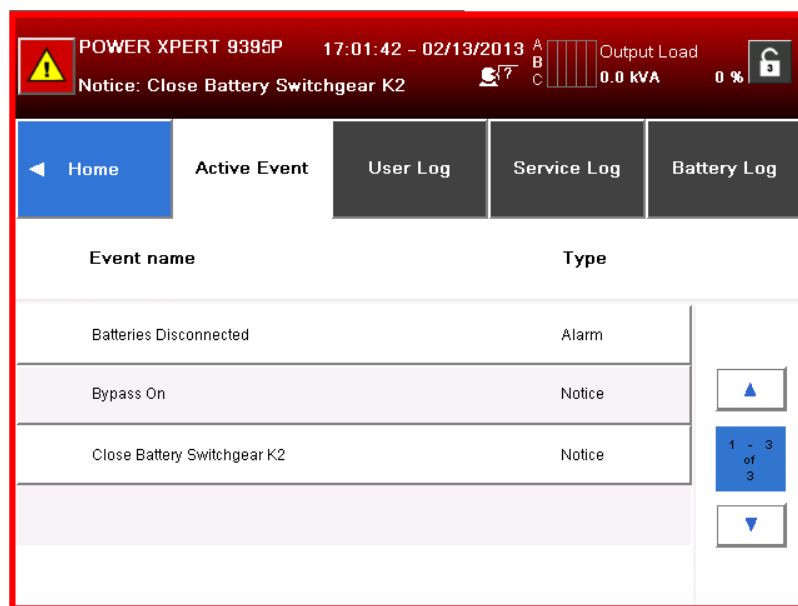 POWER XPERT 9395P 17:01:42 - 02/13/2013 A Output Load
B
C 0.0 kVA 0 % 3
Notice: Close Battery Switchgear K2 ?
Home Active Event User Log Service Log Battery Log
Event name Type
Batteries Disconnected Alarm
Bypass On Notice
Close Battery Switchgear K2 Notice
1 - 3
of
3